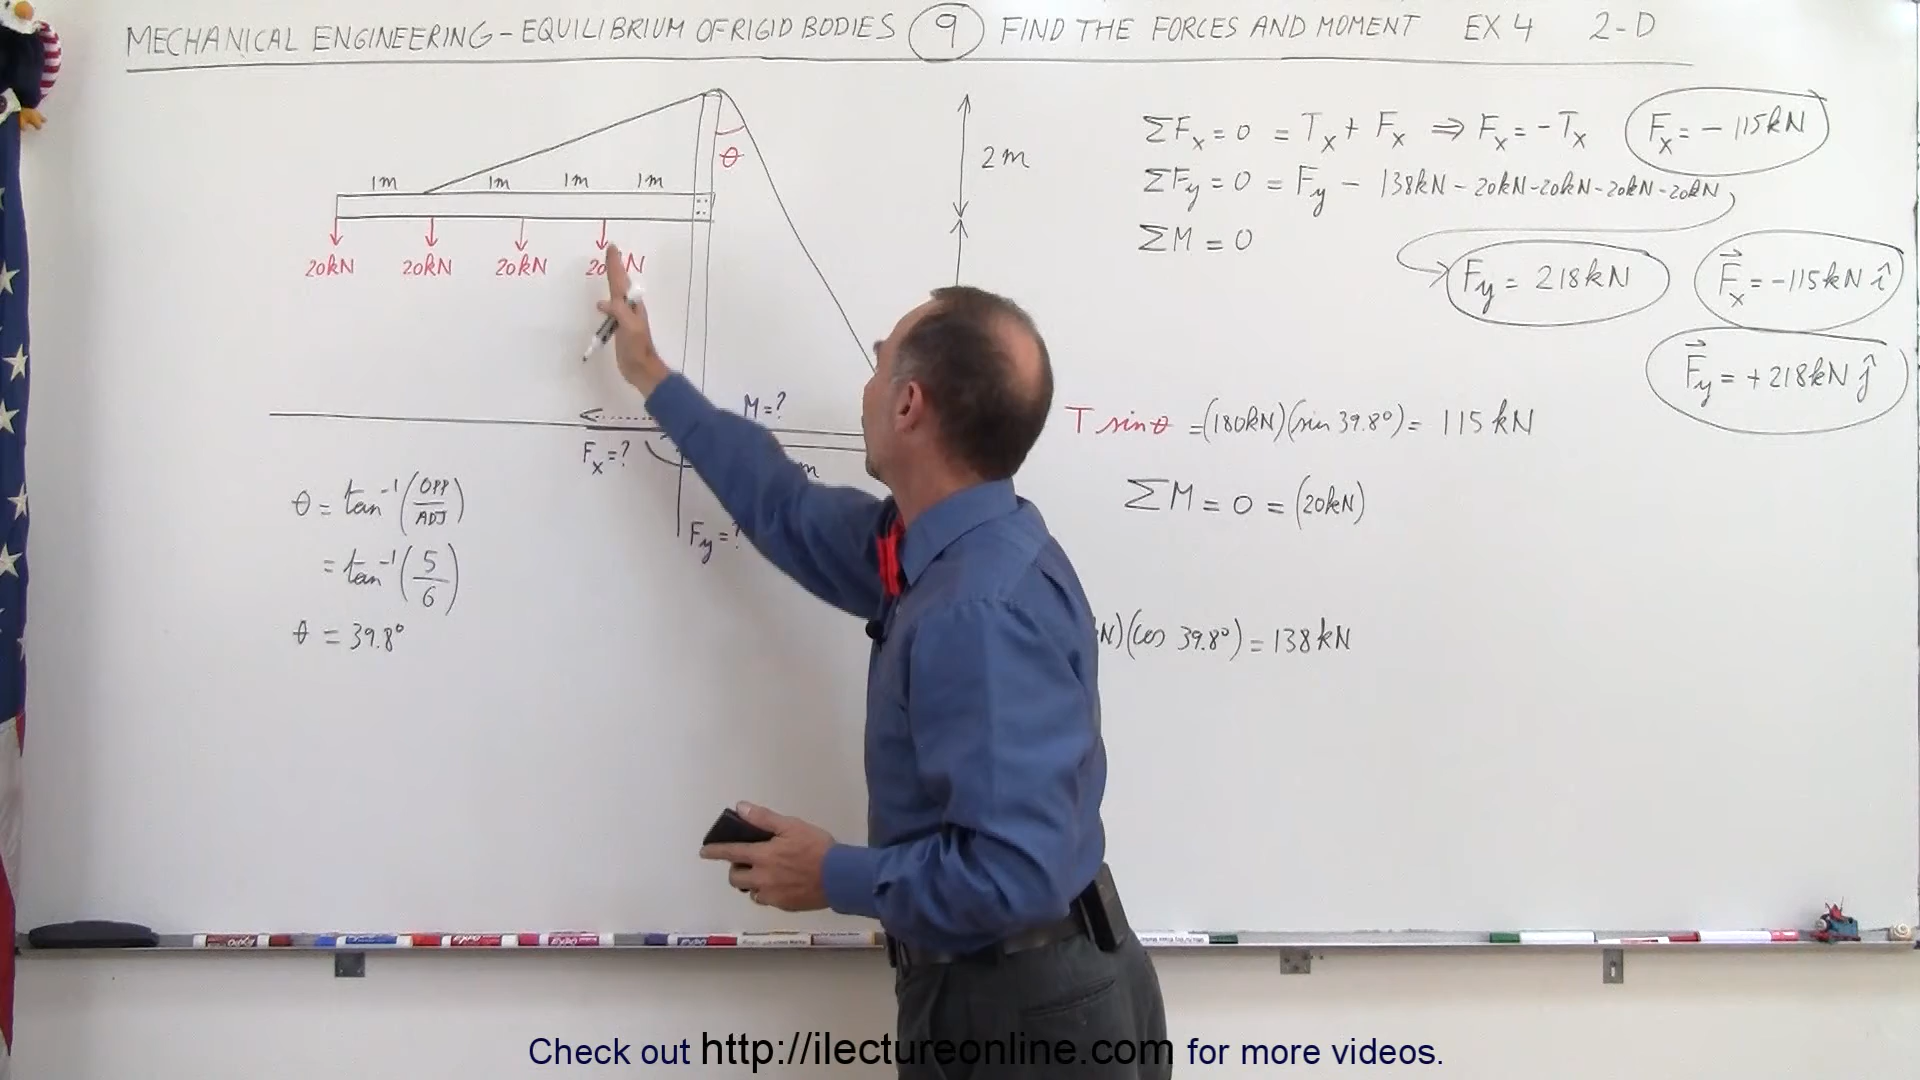 MECHANICAL ENGINEERING - EQUILIBRIUM OF RIGID BODIES 9 FIND THE FORCES AND MOMENT EX 4 2-D
1m 1m 1m 1m
θ
2m
20kN 20kN 20kN
M=?
Fx=?
Fy=?
θ = tan⁻¹(OPP/ADJ)
= tan⁻¹(5/6)
θ = 39.8°
ΣFx = 0 = Tx + Fx ⇒ Fx = -Tx Fx = -115kN
ΣFy = 0 = Fy - 138kN - 20kN - 20kN - 20kN - 20kN
ΣM = 0
Fy = 218kN F⃗x = -115kN î
F⃗y = +218kN ĵ
T sinθ = (180kN)(sin 39.8°) = 115kN
ΣM = 0 = (20kN)
N)(cos 39.8°) = 138kN
Check out http://ilectureonline.com for more videos.